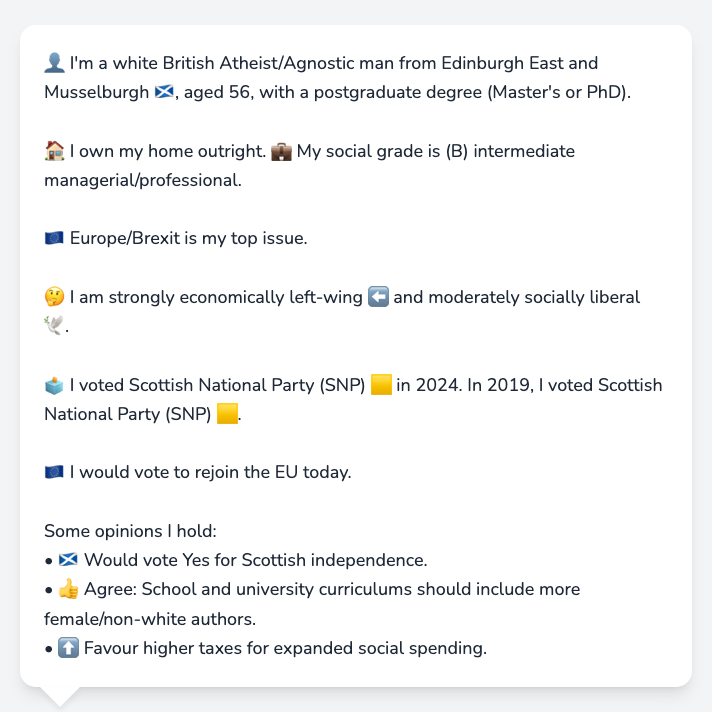 👤 I'm a white British Atheist/Agnostic man from Edinburgh East and
Musselburgh 🏴󠁧󠁢󠁳󠁣󠁴󠁿, aged 56, with a postgraduate degree (Master's or PhD).
🏠 I own my home outright. 💼 My social grade is (B) intermediate
managerial/professional.
🇪🇺 Europe/Brexit is my top issue.
🤔 I am strongly economically left-wing ⬅️ and moderately socially liberal
🕊️.
🗳️ I voted Scottish National Party (SNP) 🟨 in 2024. In 2019, I voted Scottish
National Party (SNP) 🟨.
🇪🇺 I would vote to rejoin the EU today.
Some opinions I hold:
• 🏴󠁧󠁢󠁳󠁣󠁴󠁿 Would vote Yes for Scottish independence.
• 👍 Agree: School and university curriculums should include more
female/non-white authors.
• ⬆️ Favour higher taxes for expanded social spending.